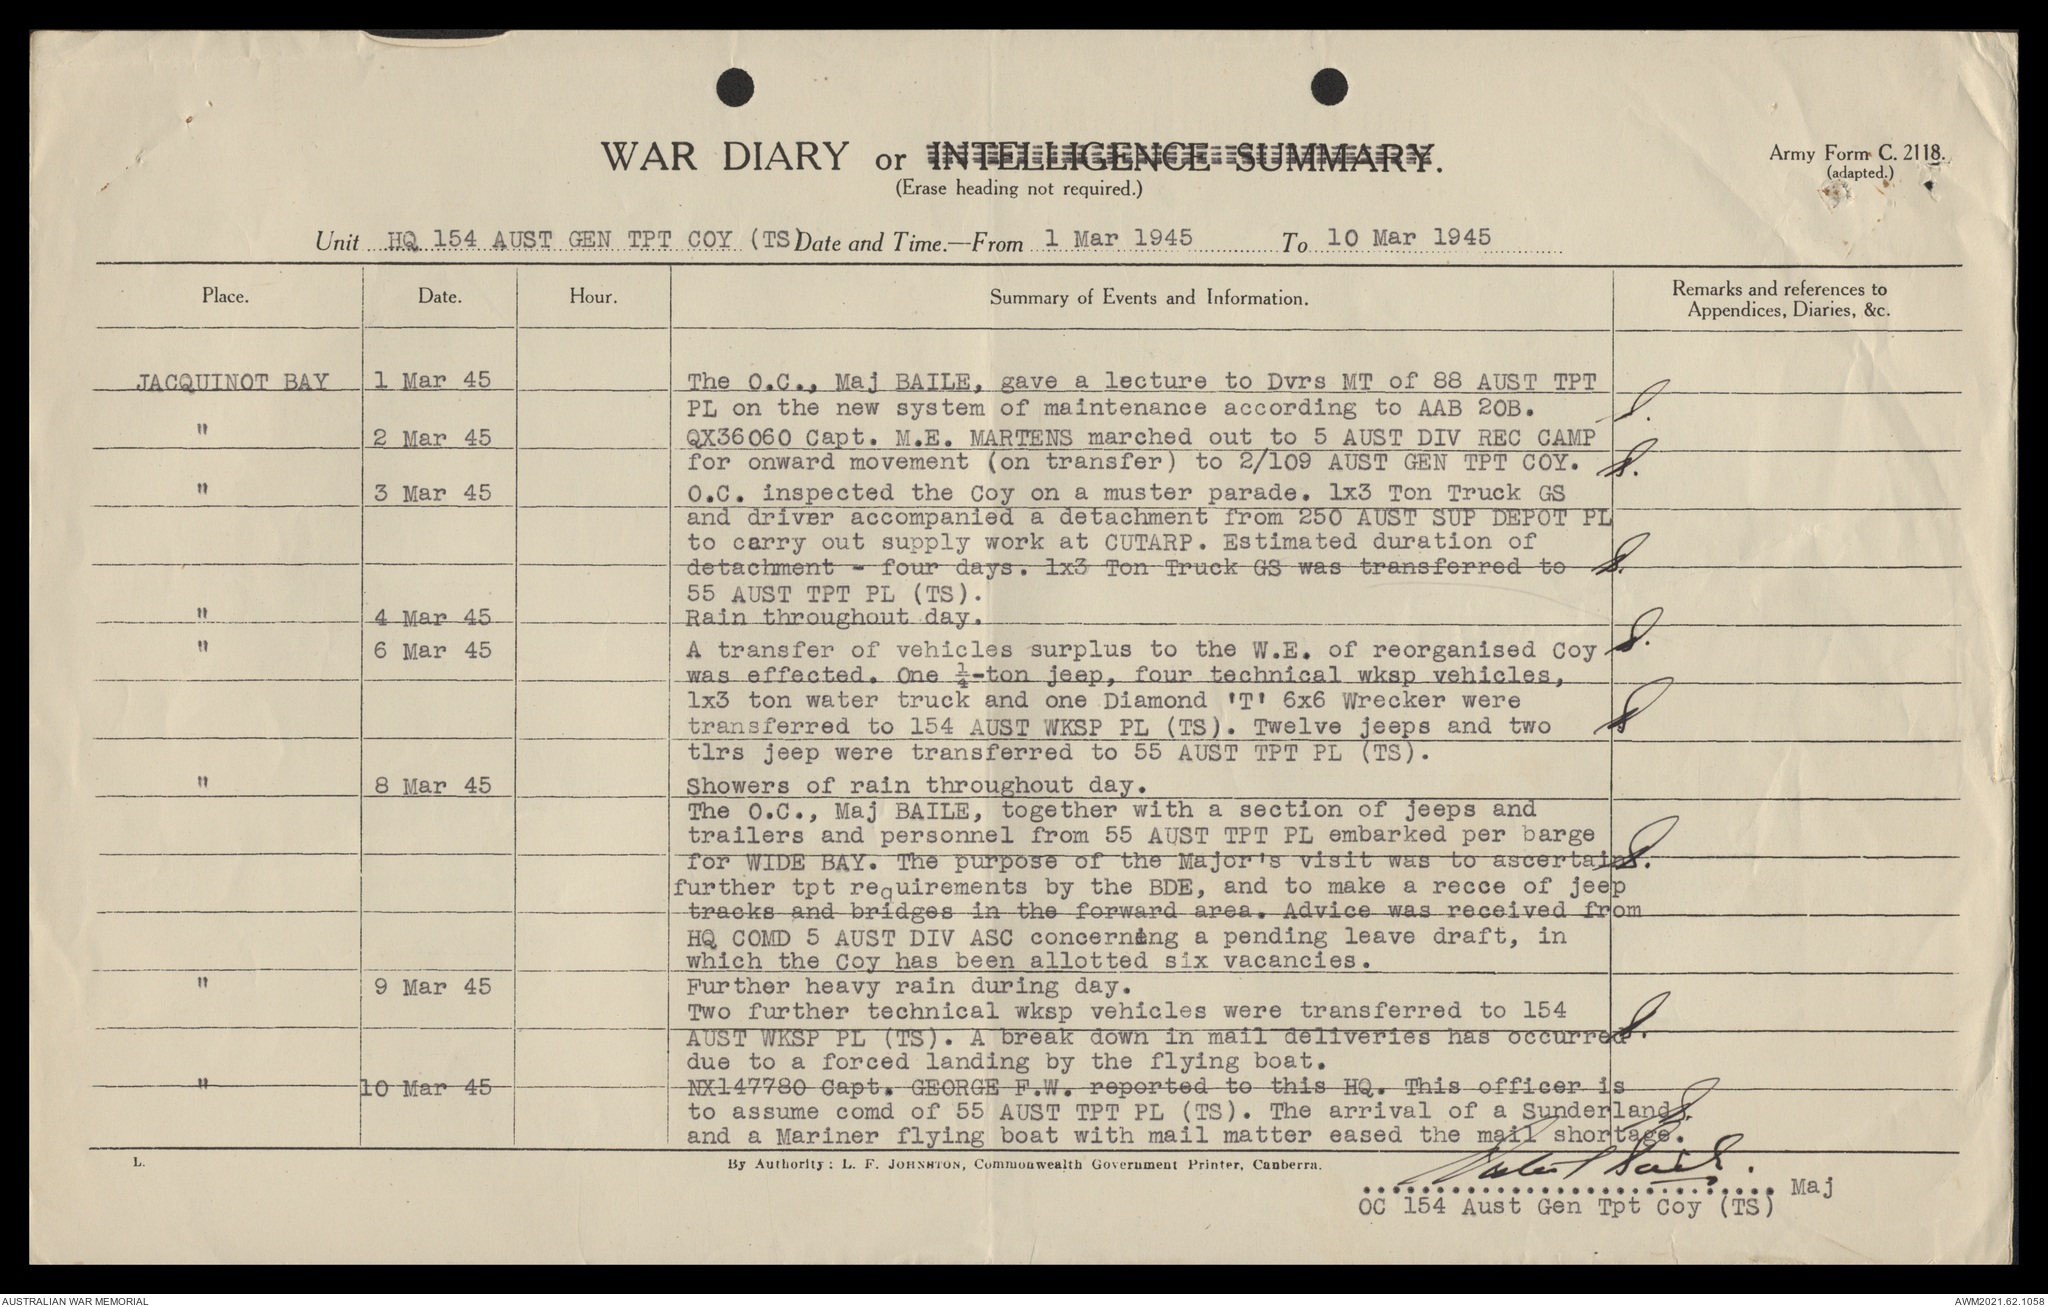 WAR DIARY or INTELLIGENCE SUMMARY.
(Erase heading not required.)
Army Form C. 2118.
(adapted.)
Unit HQ 154 AUST GEN TPT COY (TS) Date and Time.—From 1 Mar 1945 To 10 Mar 1945
Place. Date. Hour. Summary of Events and Information. Remarks and references to Appendices, Diaries, &c.
JACQUINOT BAY 1 Mar 45 The O.C., Maj BAILE, gave a lecture to Dvrs MT of 88 AUST TPT
PL on the new system of maintenance according to AAB 20B.
" 2 Mar 45 QX36060 Capt. M.E. MARTENS marched out to 5 AUST DIV REC CAMP
for onward movement (on transfer) to 2/109 AUST GEN TPT COY.
" 3 Mar 45 O.C. inspected the Coy on a muster parade. 1x3 Ton Truck GS
and driver accompanied a detachment from 250 AUST SUP DEPOT PL
to carry out supply work at CUTARP. Estimated duration of
detachment - four days. 1x3 Ton Truck GS was transferred to
55 AUST TPT PL (TS).
" 4 Mar 45 Rain throughout day.
" 6 Mar 45 A transfer of vehicles surplus to the W.E. of reorganised Coy
was effected. One ¼-ton jeep, four technical wksp vehicles,
1x3 ton water truck and one Diamond 'T' 6x6 Wrecker were
transferred to 154 AUST WKSP PL (TS). Twelve jeeps and two
tlrs jeep were transferred to 55 AUST TPT PL (TS).
" 8 Mar 45 Showers of rain throughout day.
The O.C., Maj BAILE, together with a section of jeeps and
trailers and personnel from 55 AUST TPT PL embarked per barge
for WIDE BAY. The purpose of the Major's visit was to ascertain
further tpt requirements by the BDE, and to make a recce of jeep
tracks and bridges in the forward area. Advice was received from
HQ COMD 5 AUST DIV ASC concerning a pending leave draft, in
which the Coy has been allotted six vacancies.
" 9 Mar 45 Further heavy rain during day.
Two further technical wksp vehicles were transferred to 154
AUST WKSP PL (TS). A break down in mail deliveries has occurred
due to a forced landing by the flying boat.
" 10 Mar 45 NX147780 Capt. GEORGE F.W. reported to this HQ. This officer is
to assume comd of 55 AUST TPT PL (TS). The arrival of a Sunderland
and a Mariner flying boat with mail matter eased the mail shortage.
L. By Authority: L. F. JOHNSTON, Commonwealth Government Printer, Canberra.
Maj
OC 154 Aust Gen Tpt Coy (TS)
AUSTRALIAN WAR MEMORIAL
AWM2021.62.1058